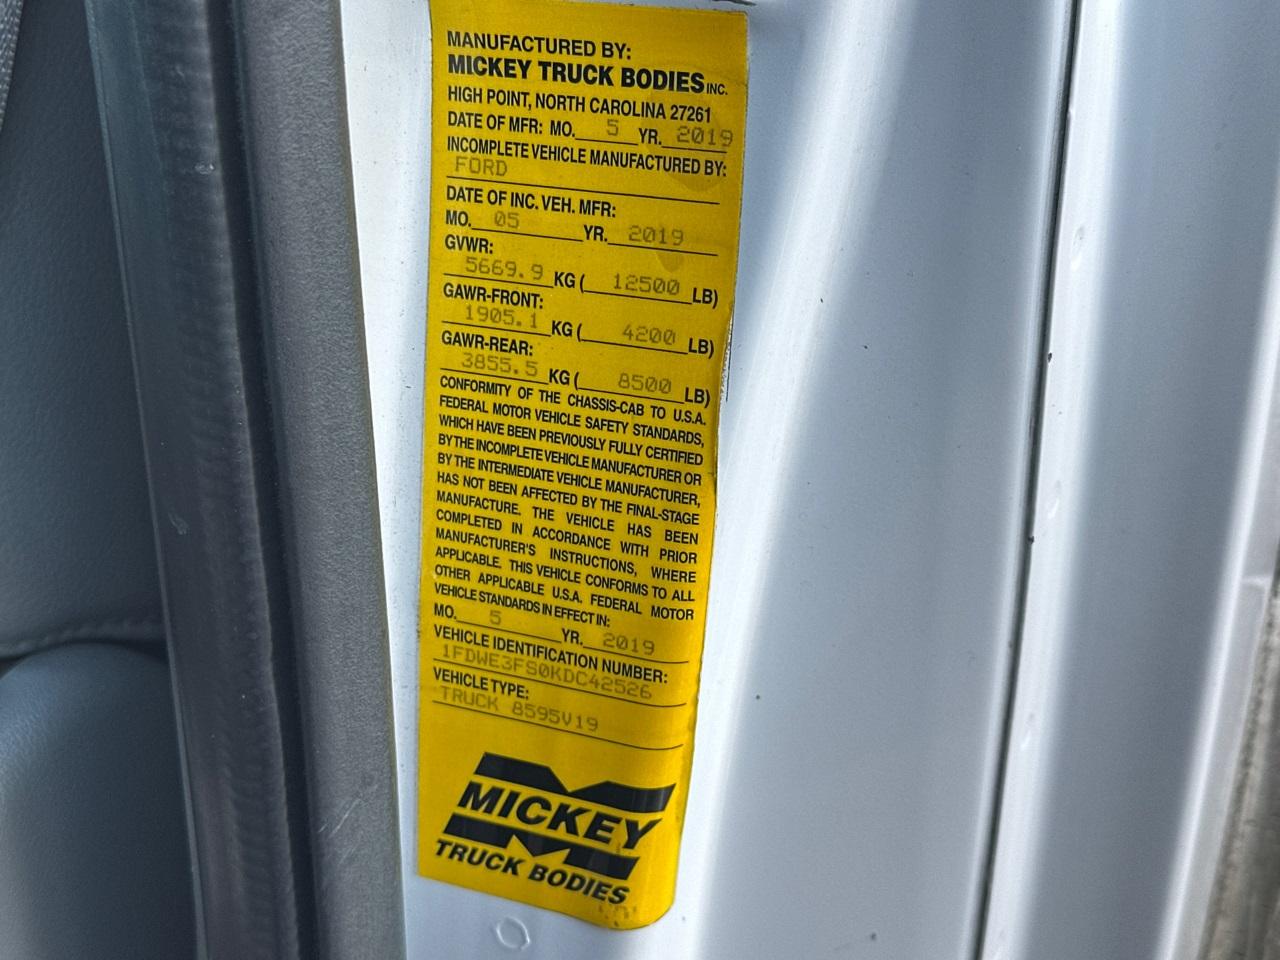 MANUFACTURED BY:
MICKEY TRUCK BODIES INC.
HIGH POINT, NORTH CAROLINA 27261
DATE OF MFR: MO. 5 YR. 2019
INCOMPLETE VEHICLE MANUFACTURED BY:
FORD
DATE OF INC. VEH. MFR:
MO. 05 YR. 2019
GVWR:
5669.9 KG ( 12500 LB)
GAWR-FRONT:
1905.1 KG ( 4200 LB)
GAWR-REAR:
3855.5 KG ( 8500 LB)
CONFORMITY OF THE CHASSIS-CAB TO U.S.A.
FEDERAL MOTOR VEHICLE SAFETY STANDARDS,
WHICH HAVE BEEN PREVIOUSLY FULLY CERTIFIED
BY THE INCOMPLETE VEHICLE MANUFACTURER OR
BY THE INTERMEDIATE VEHICLE MANUFACTURER,
HAS NOT BEEN AFFECTED BY THE FINAL-STAGE
MANUFACTURE. THE VEHICLE HAS BEEN
COMPLETED IN ACCORDANCE WITH PRIOR
MANUFACTURER'S INSTRUCTIONS, WHERE
APPLICABLE. THIS VEHICLE CONFORMS TO ALL
OTHER APPLICABLE U.S.A. FEDERAL MOTOR
VEHICLE STANDARDS IN EFFECT IN:
MO. 5 YR. 2019
VEHICLE IDENTIFICATION NUMBER:
1FDWE3FS0KDC42526
VEHICLE TYPE:
TRUCK 8595V19
MICKEY
TRUCK BODIES